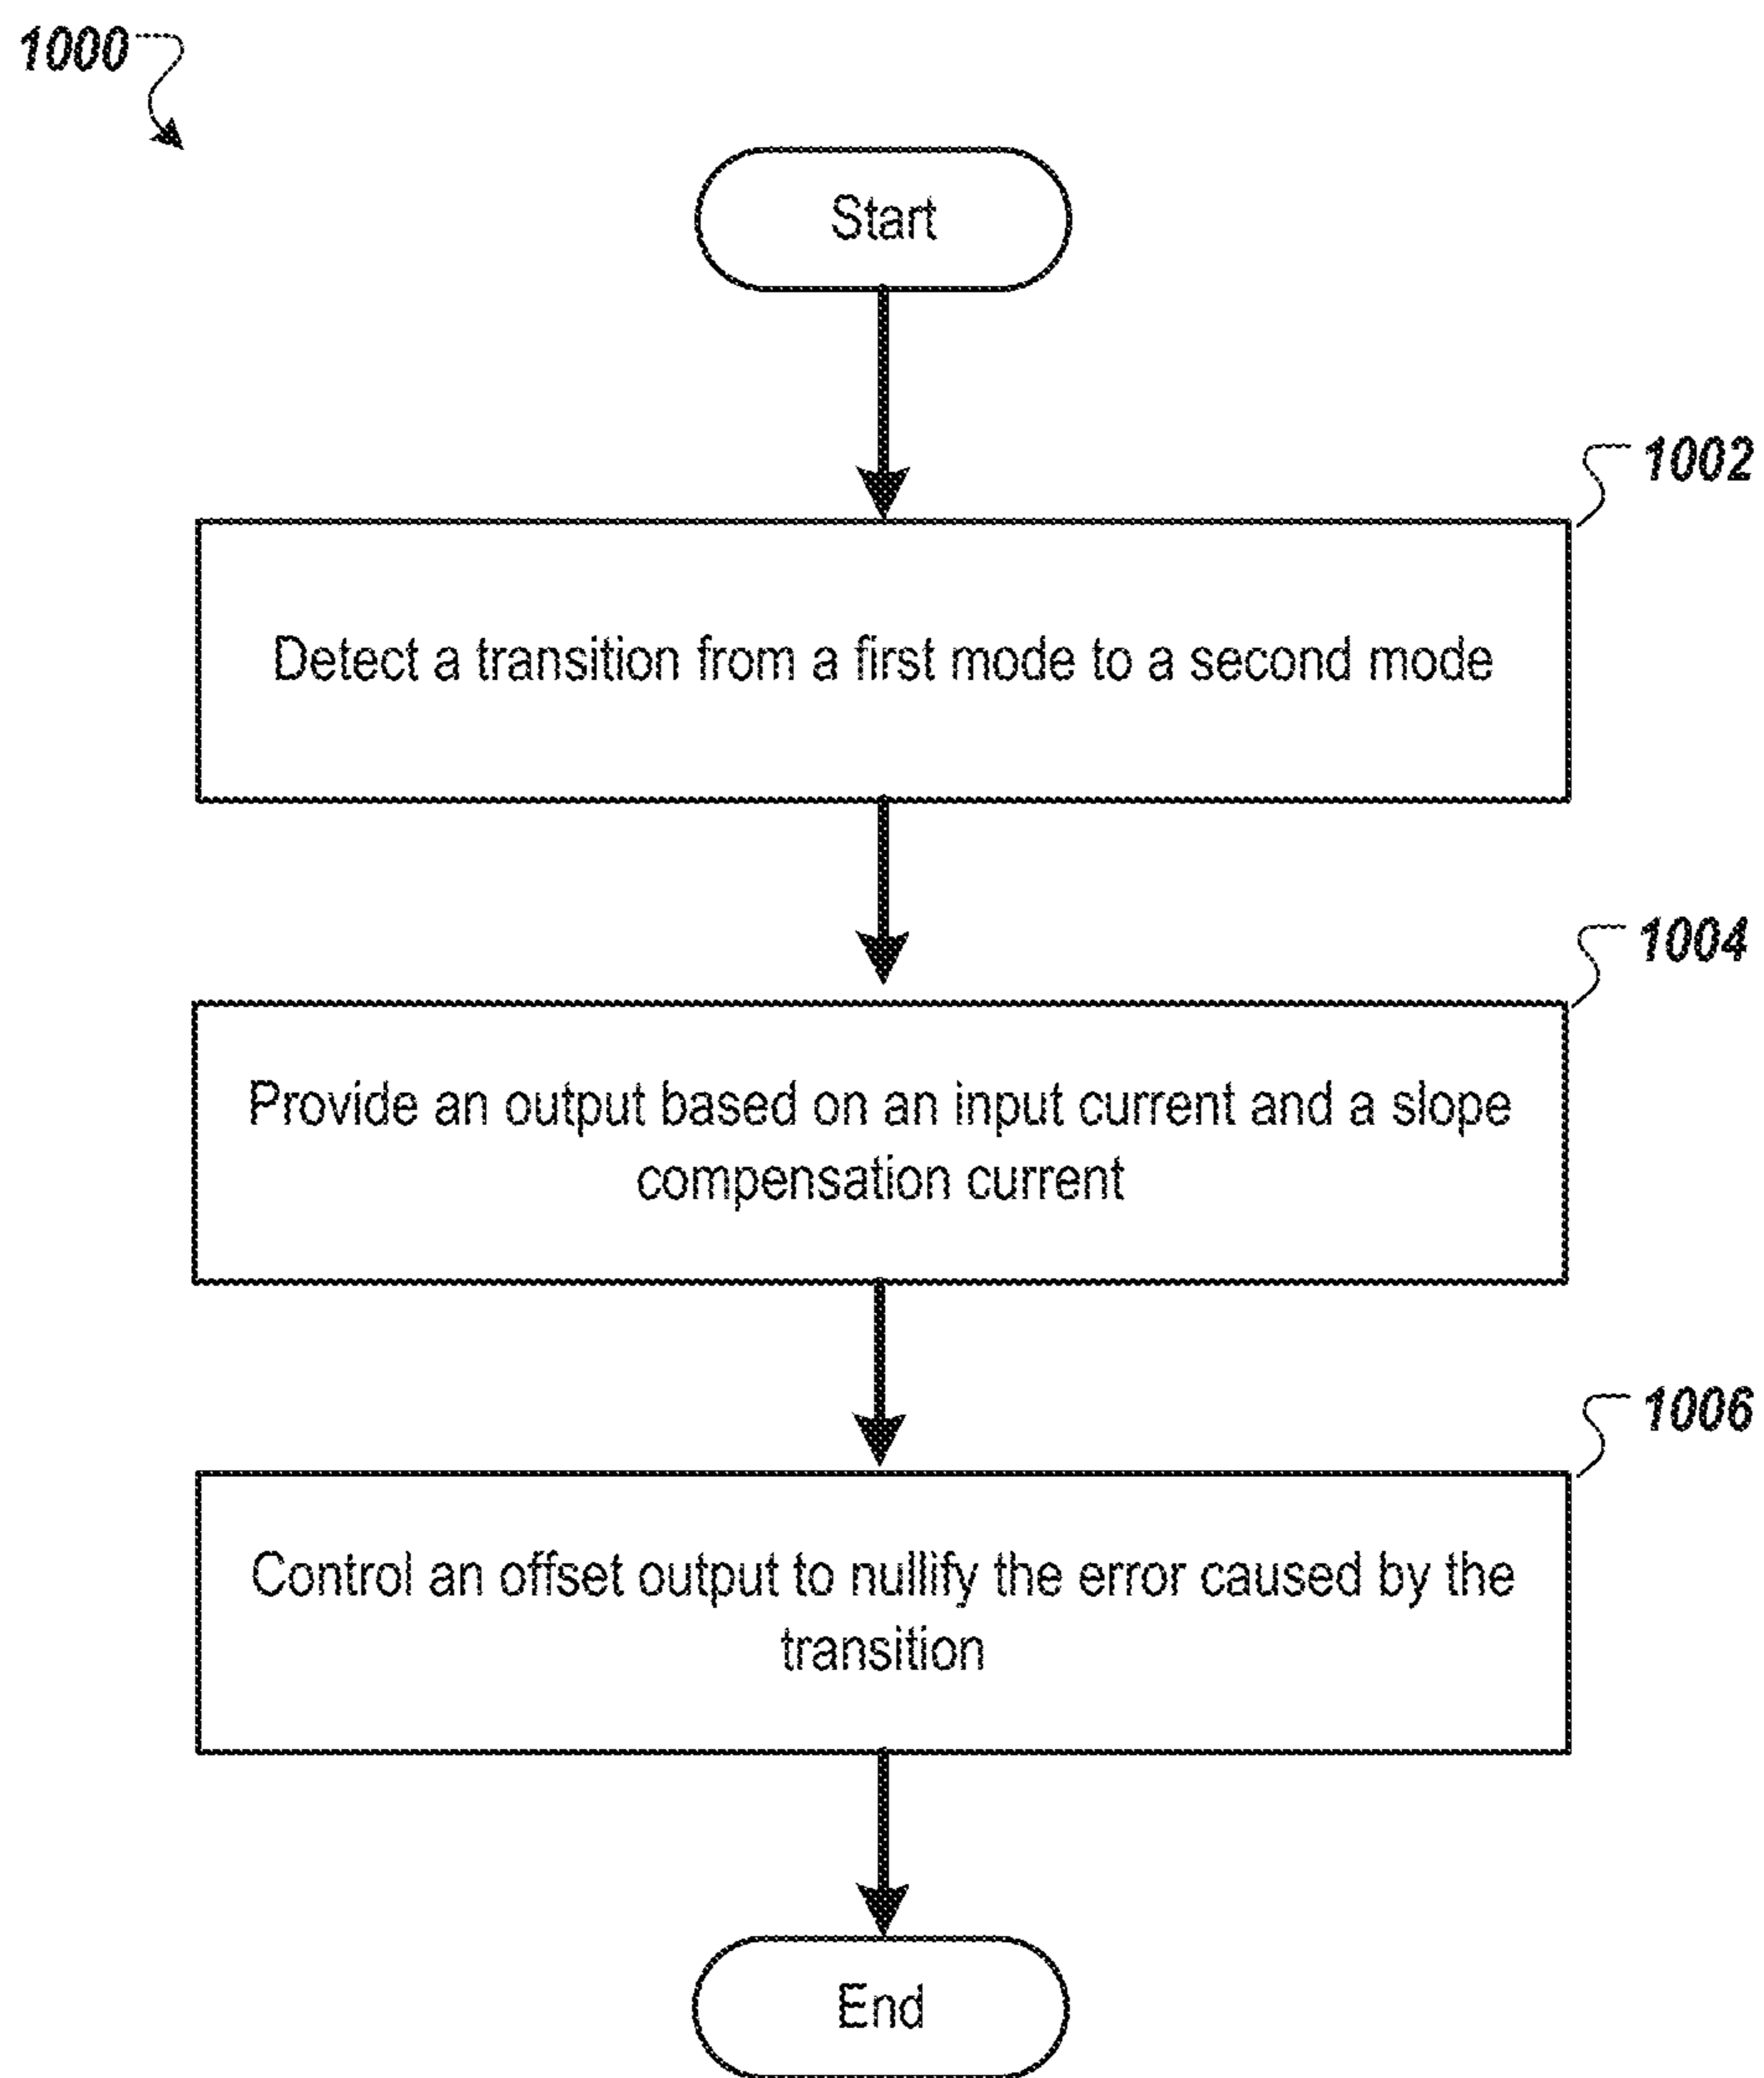 1000
Start
1002
Detect a transition from a first mode to a second mode
1004
Provide an output based on an input current and a slope
compensation current
1006
Control an offset output to nullify the error caused by the
transition
End